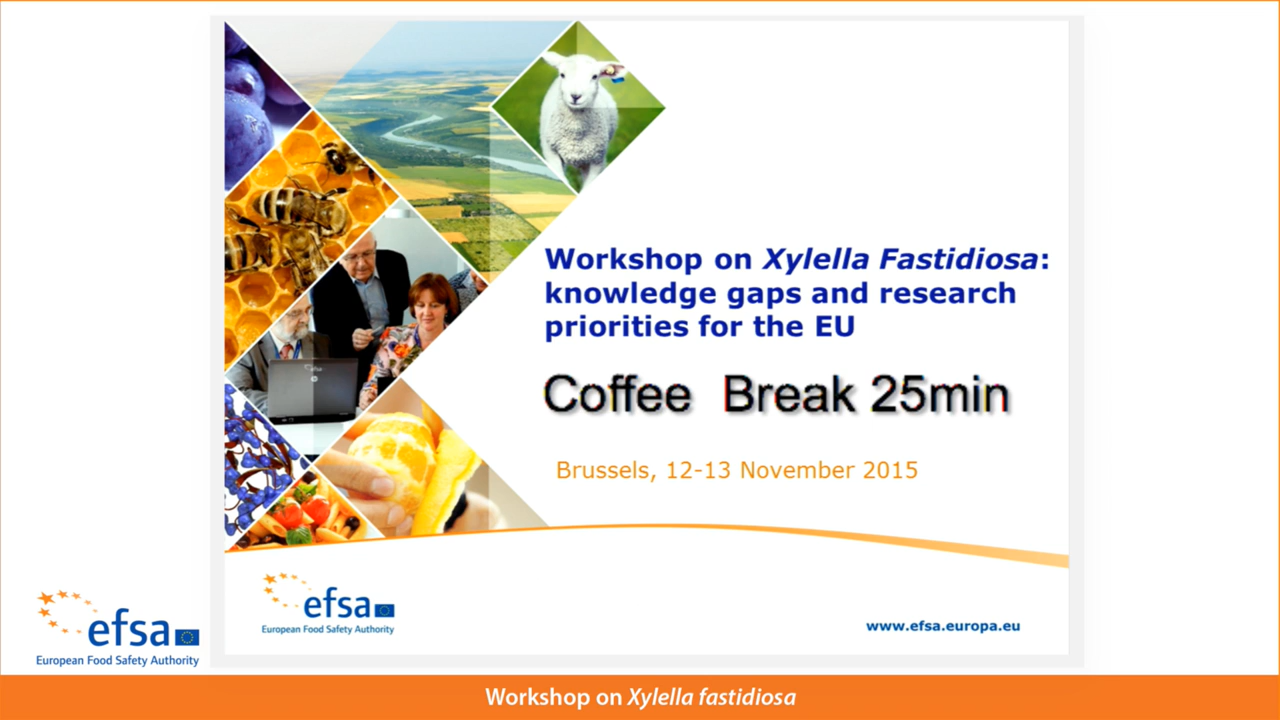 Workshop on Xylella Fastidiosa:
knowledge gaps and research
priorities for the EU
Coffee Break 25min
Brussels, 12-13 November 2015
efsa
European Food Safety Authority
www.efsa.europa.eu
efsa
European Food Safety Authority
Workshop on Xylella fastidiosa